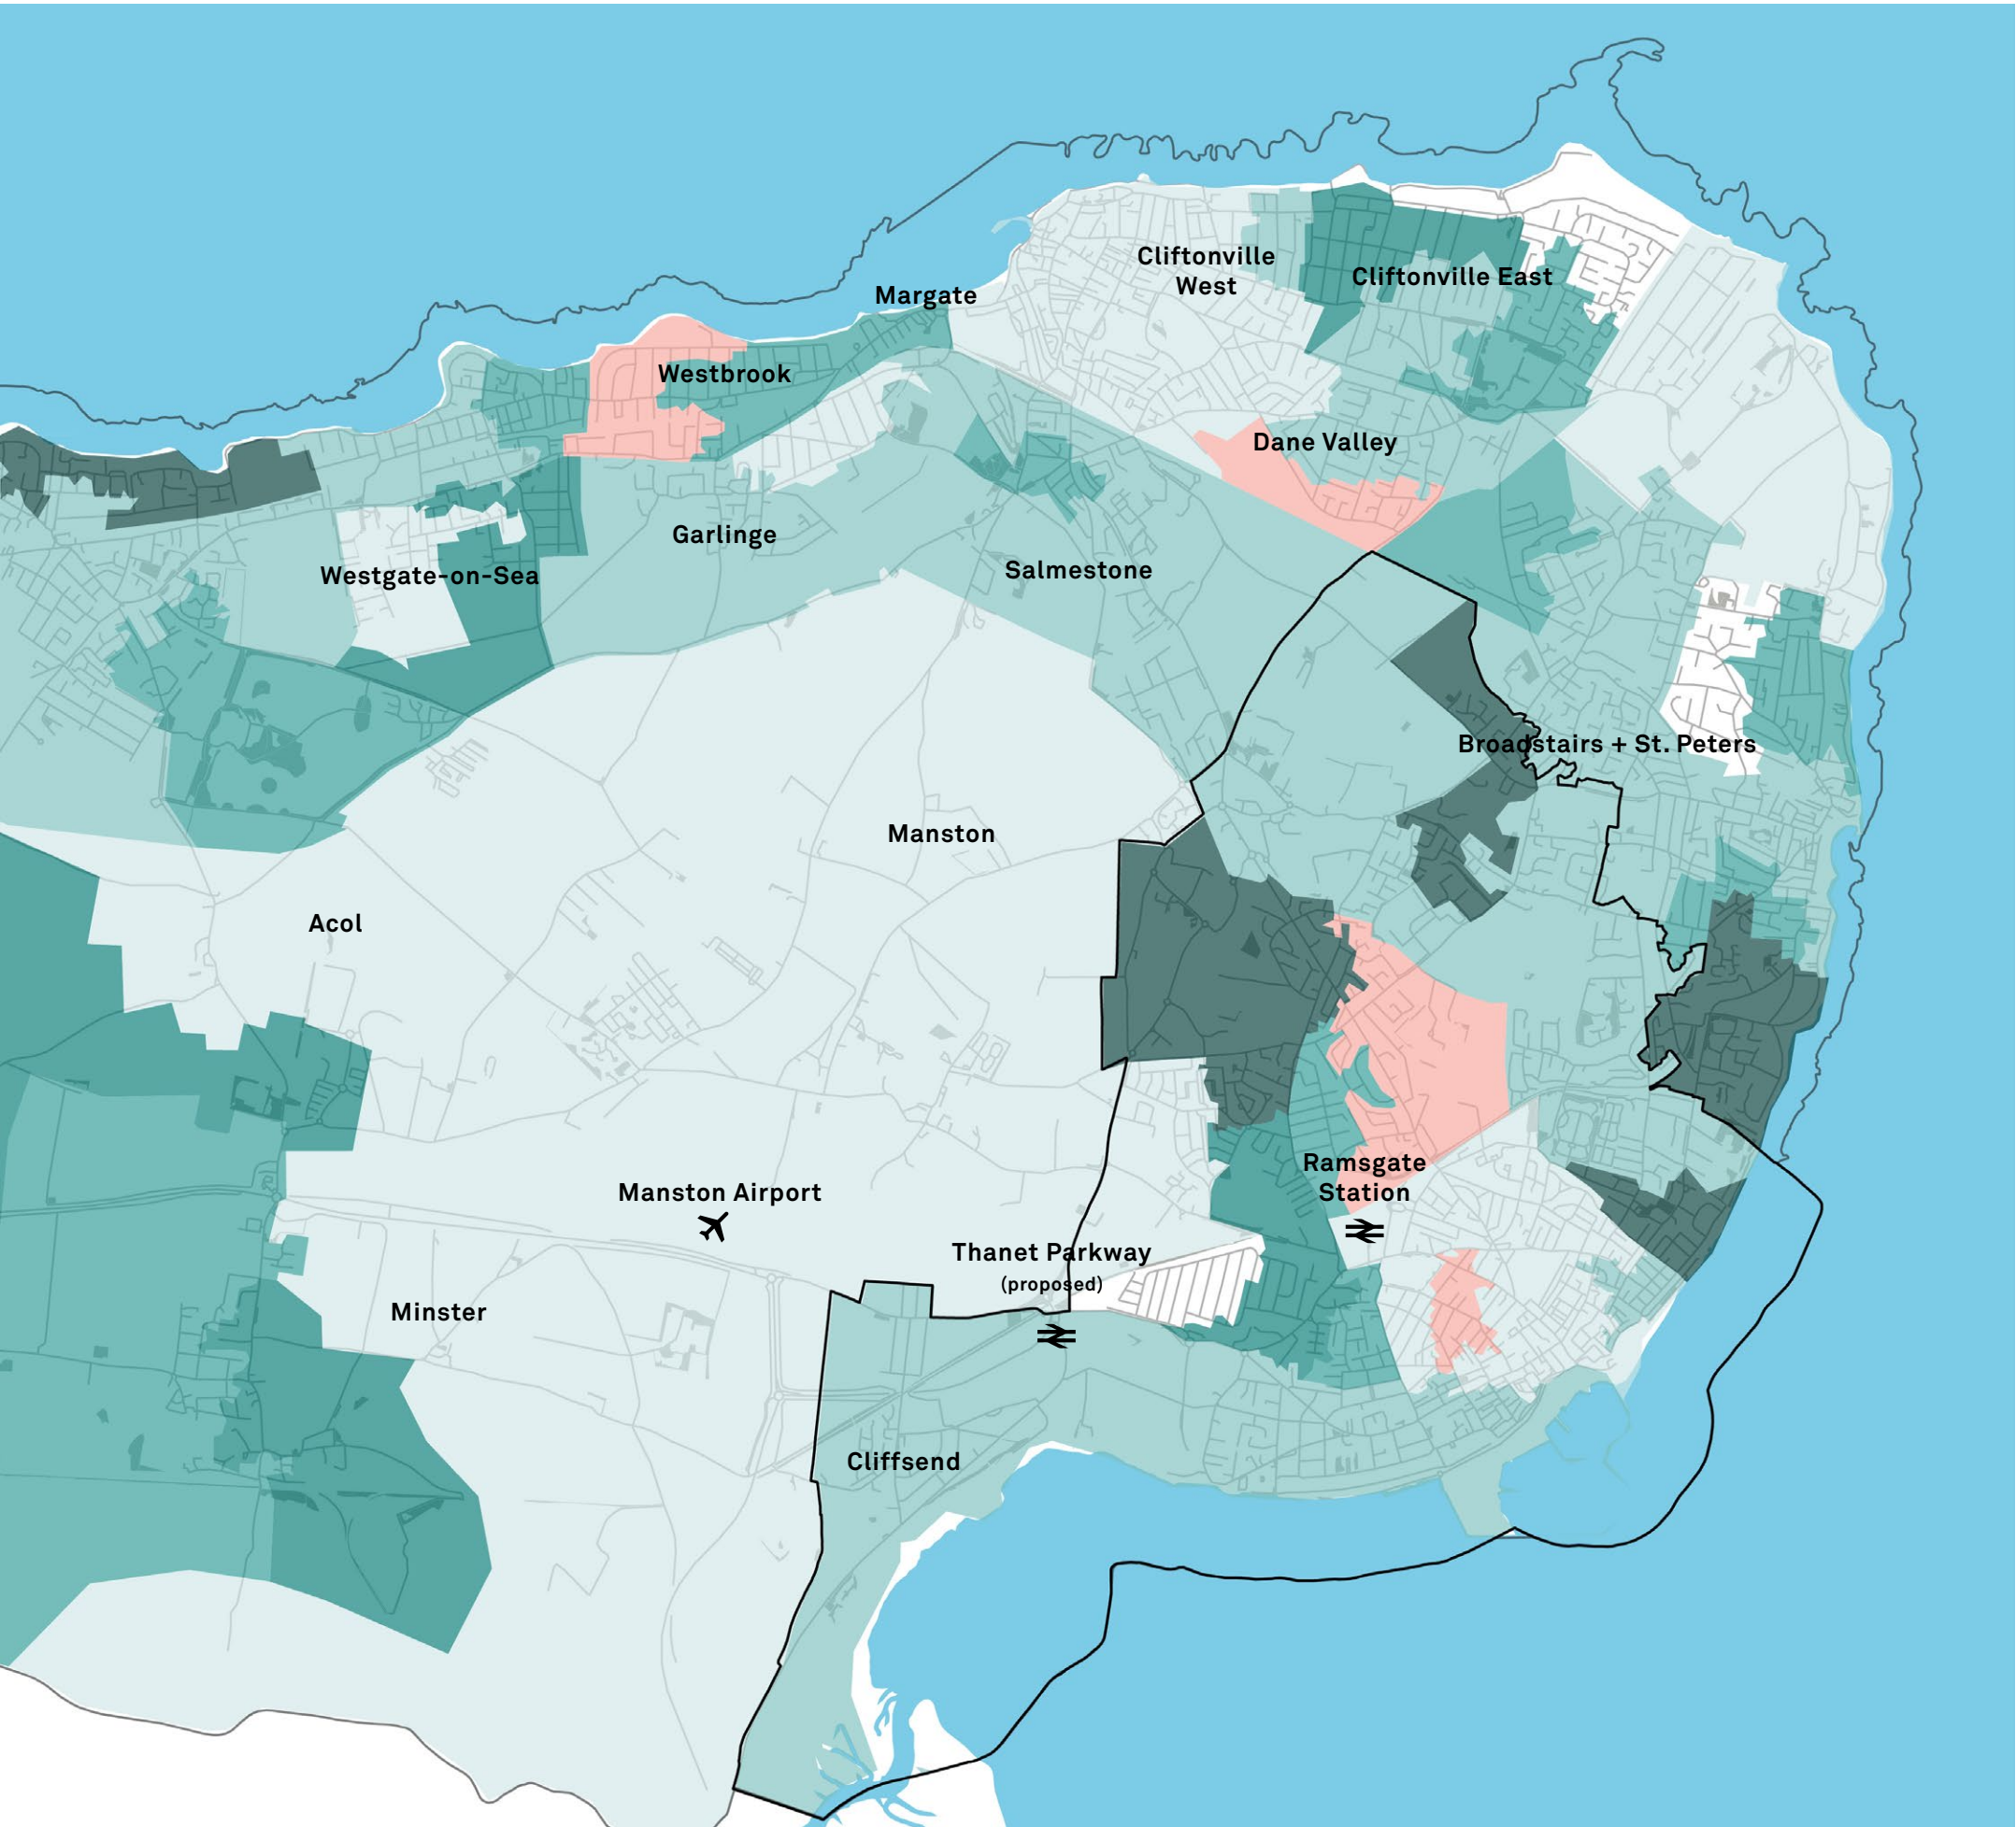 Cliftonville
West
Cliftonville East
Margate
Westbrook
Dane Valley
Garlinge
Salmestone
Westgate-on-Sea
Broadstairs + St. Peters
Manston
Acol
Ramsgate
Station
Manston Airport
Thanet Parkway
(proposed)
Minster
Cliffsend